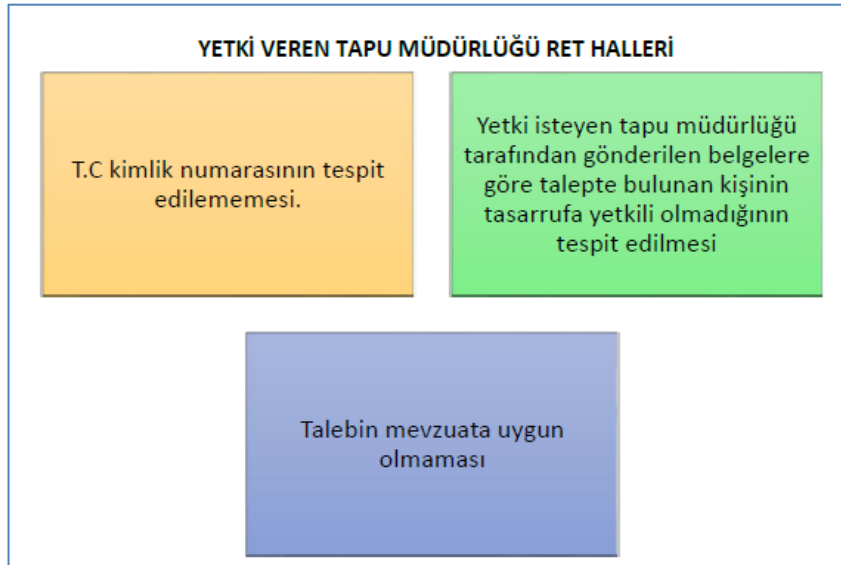 YETKİ VEREN TAPU MÜDÜRLÜĞÜ RET HALLERİ
T.C kimlik numarasının tespit
edilememesi.
Yetki isteyen tapu müdürlüğü
tarafından gönderilen belgelere
göre talepte bulunan kişinin
tasarrufa yetkili olmadığının
tespit edilmesi
Talebin mevzuata uygun
olmaması